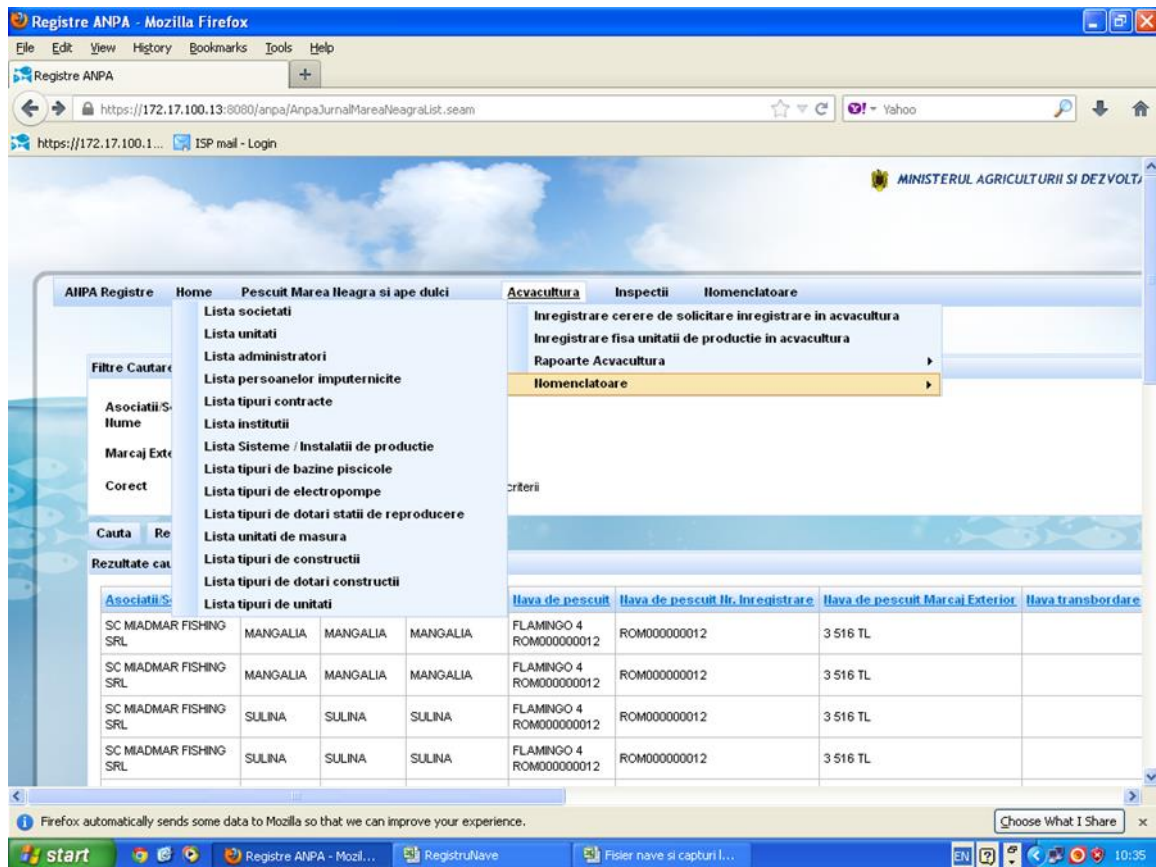 Registre ANPA - Mozilla Firefox
File Edit View History Bookmarks Tools Help
Registre ANPA +
https://172.17.100.13:8080/anpa/AnpaJurnalMareaNeagraList.seam Yahoo
https://172.17.100.1... ISP mail - Login
MINISTERUL AGRICULTURII SI DEZVOLTA
ANPA Registre Home Pescuit Marea Neagra si ape dulci Acvacultura Inspectii Nomenclatoare
Lista societati
Lista unitati
Lista administratori
Lista persoanelor imputernicite
Lista tipuri contracte
Lista institutii
Lista Sisteme / Instalatii de productie
Lista tipuri de bazine piscicole
Lista tipuri de electropompe
Lista tipuri de dotari statii de reproducere
Lista unitati de masura
Lista tipuri de constructii
Lista tipuri de dotari constructii
Lista tipuri de unitati
Inregistrare cerere de solicitare inregistrare in acvacultura
Inregistrare fisa unitatii de productie in acvacultura
Rapoarte Acvacultura
Nomenclatoare
Filtre Cautare
Asociatii/S
Nume
Marcaj Exte
Corect criterii
Cauta Re
Rezultate cau
Asociatii/S Nava de pescuit Nava de pescuit Nr. Inregistrare Nava de pescuit Marcaj Exterior Nava transbordare
SC MIADMAR FISHING SRL MANGALIA MANGALIA MANGALIA FLAMINGO 4 ROM000000012 ROM000000012 3 516 TL
SC MIADMAR FISHING SRL MANGALIA MANGALIA MANGALIA FLAMINGO 4 ROM000000012 ROM000000012 3 516 TL
SC MIADMAR FISHING SRL SULINA SULINA SULINA FLAMINGO 4 ROM000000012 ROM000000012 3 516 TL
SC MIADMAR FISHING SRL SULINA SULINA SULINA FLAMINGO 4 ROM000000012 ROM000000012 3 516 TL
Firefox automatically sends some data to Mozilla so that we can improve your experience. Choose What I Share x
start Registre ANPA - Mozil... RegistruNave Fisier nave si capturi l... EN 10:35